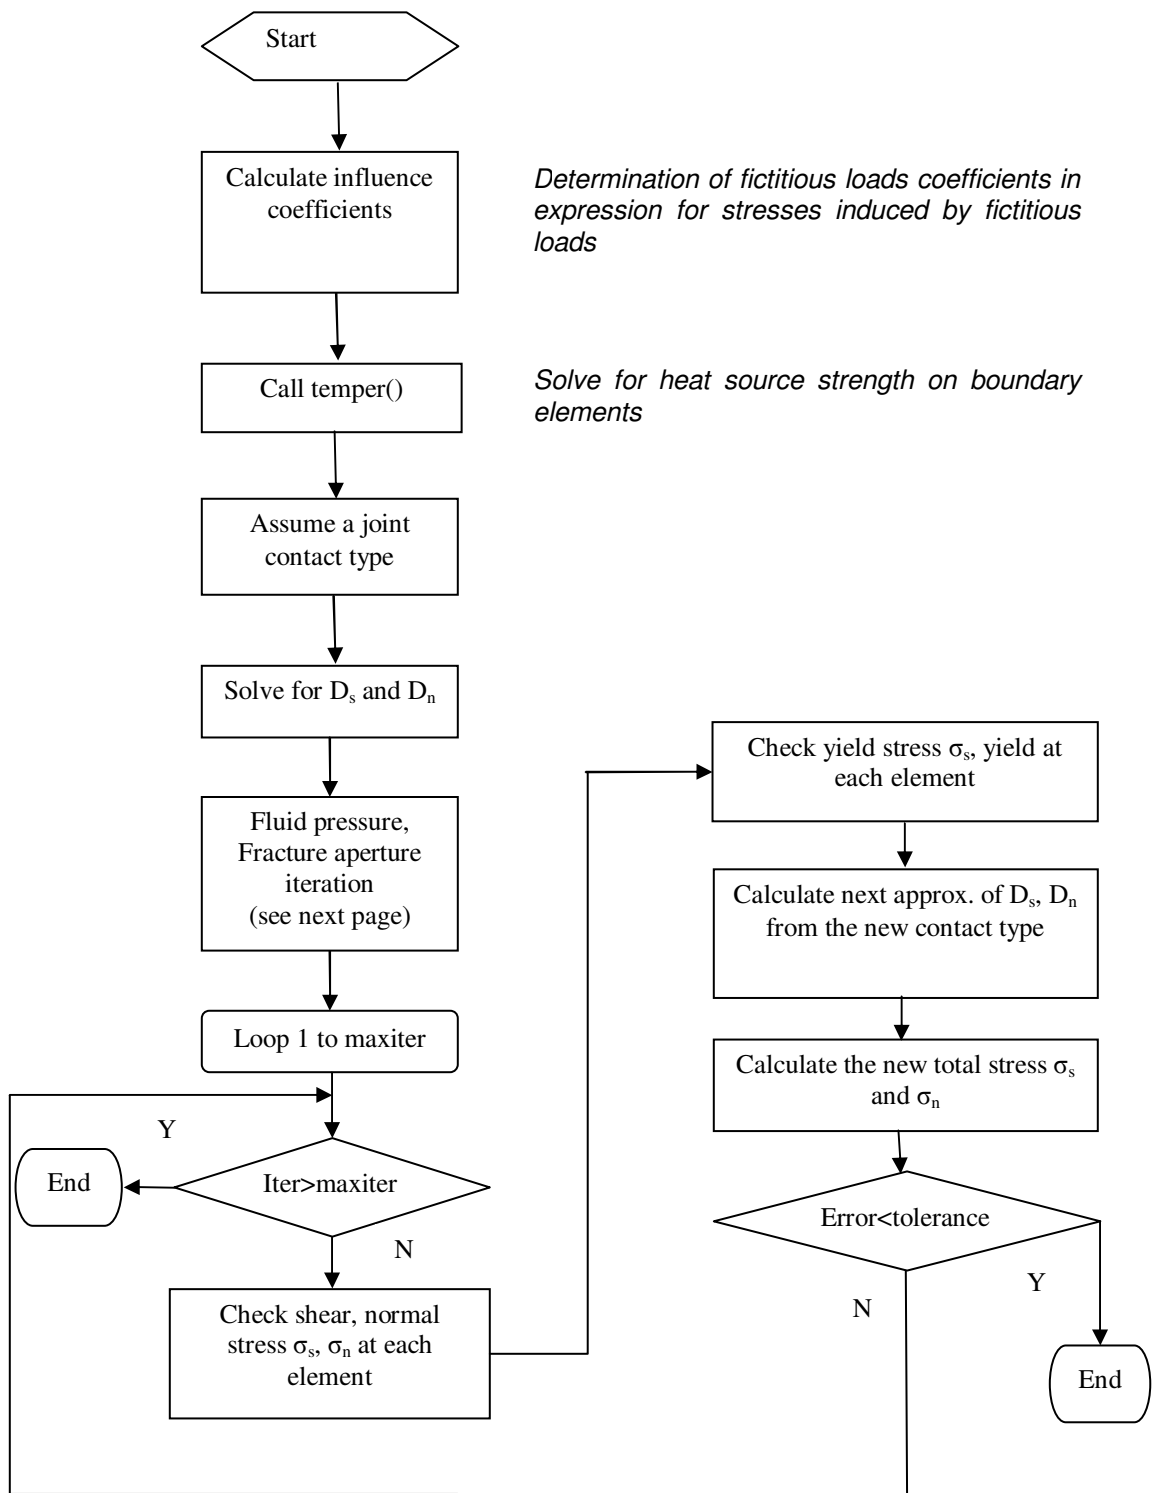 Start
Calculate influence
coefficients
Determination of fictitious loads coefficients in
expression for stresses induced by fictitious
loads
Call temper()
Solve for heat source strength on boundary
elements
Assume a joint
contact type
Solve for Ds and Dn
Fluid pressure,
Fracture aperture
iteration
(see next page)
Loop 1 to maxiter
Y
End
Iter>maxiter
N
Check shear, normal
stress σs, σn at each
element
Check yield stress σs, yield at
each element
Calculate next approx. of Ds, Dn
from the new contact type
Calculate the new total stress σs
and σn
Error<tolerance
Y
N
End